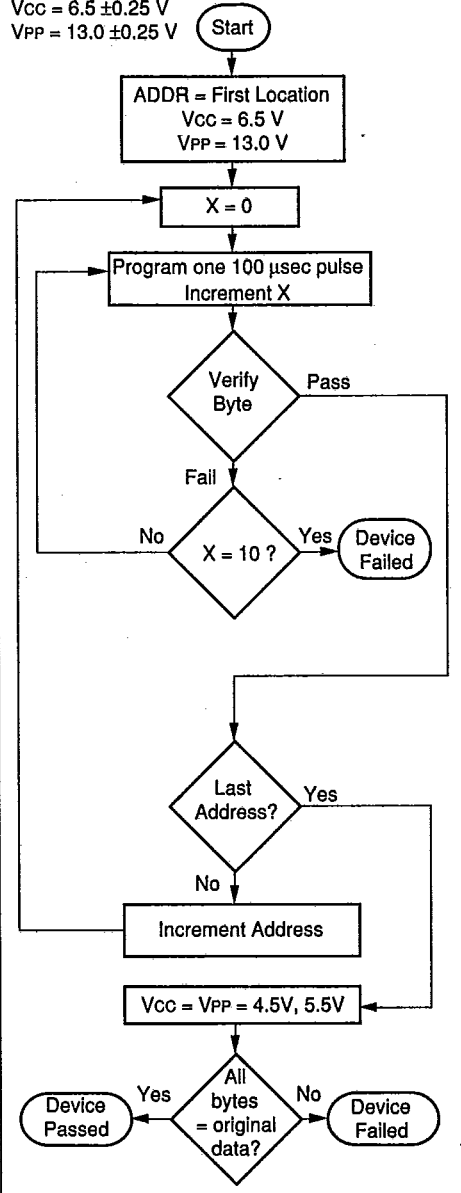 VCC = 6.5 ±0.25 V
VPP = 13.0 ±0.25 V
Start
ADDR = First Location
VCC = 6.5 V
VPP = 13.0 V
X = 0
Program one 100 µsec pulse
Increment X
Verify
Byte
Pass
Fail
No
X = 10 ?
Yes
Device
Failed
Last
Address?
Yes
No
Increment Address
VCC = VPP = 4.5V, 5.5V
All
bytes
= original
data?
Yes
No
Device
Passed
Device
Failed